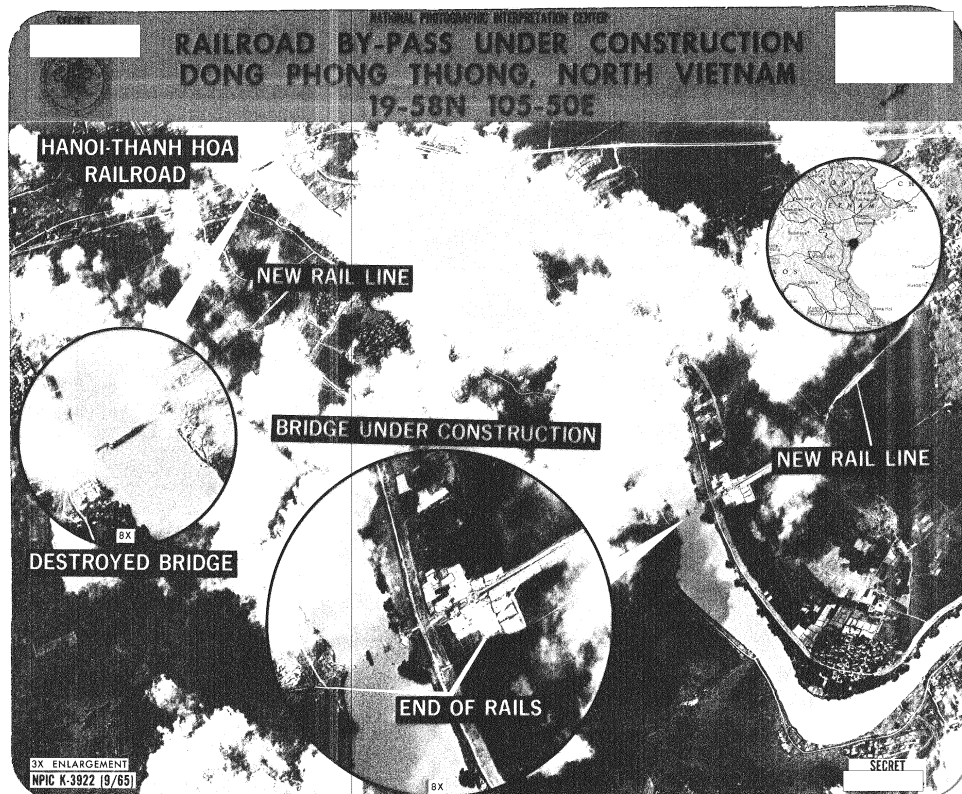 SECRET
NATIONAL PHOTOGRAPHIC INTERPRETATION CENTER
RAILROAD BY-PASS UNDER CONSTRUCTION
DONG PHONG THUONG, NORTH VIETNAM
19-58N 105-50E
HANOI-THANH HOA
RAILROAD
NEW RAIL LINE
BRIDGE UNDER CONSTRUCTION
NEW RAIL LINE
8X
DESTROYED BRIDGE
END OF RAILS
8X
3X ENLARGEMENT
NPIC K-3922 (9/65)
SECRET